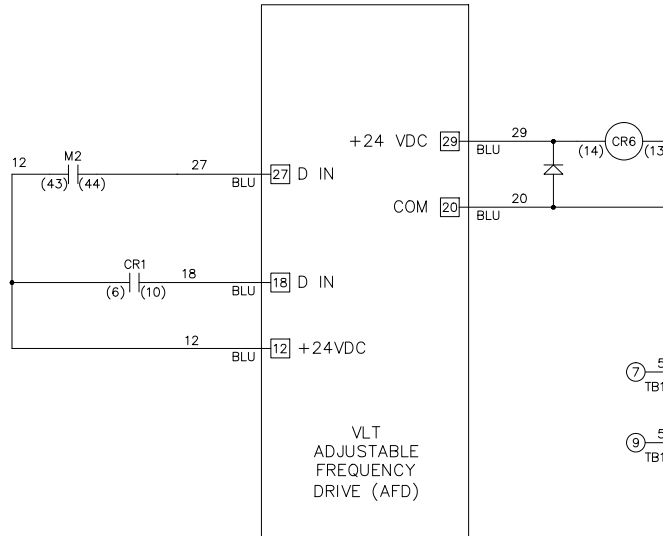 +24 VDC 29 29 BLU
(14) CR6 (13
12 M2 27
(43) (44) BLU 27 D IN
COM 20 20 BLU
CR1 18
(6) (10) BLU 18 D IN
12 BLU 12 +24VDC
7 5
TB1
9 5
TB1
VLT
ADJUSTABLE
FREQUENCY
DRIVE (AFD)